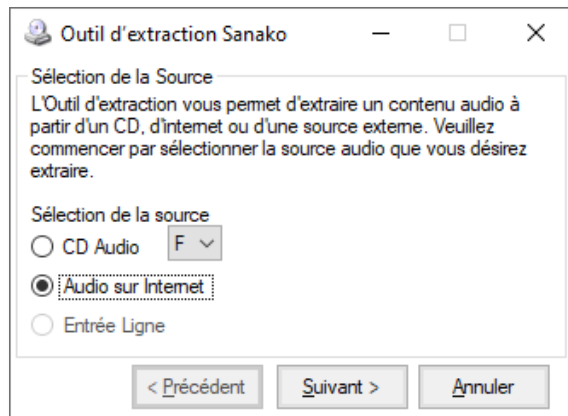 Outil d'extraction Sanako
Sélection de la Source
L'Outil d'extraction vous permet d'extraire un contenu audio à
partir d'un CD, d'internet ou d'une source externe. Veuillez
commencer par sélectionner la source audio que vous désirez
extraire.
Sélection de la source
CD Audio F
Audio sur Internet
Entrée Ligne
< Précédent Suivant > Annuler